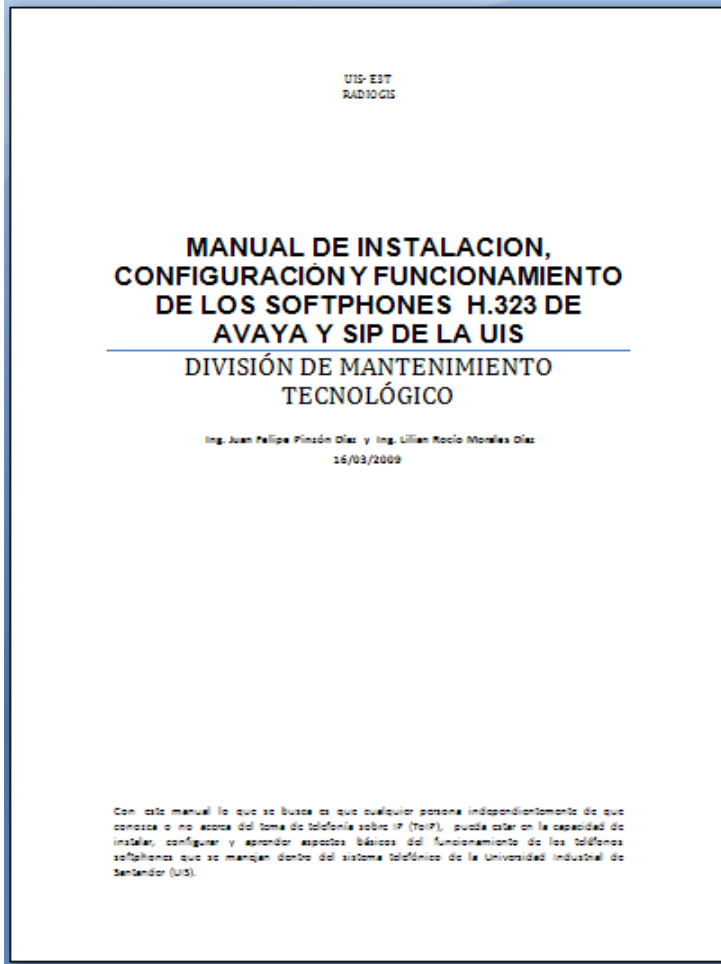 UIS- E3T
RADIOGIS
MANUAL DE INSTALACION,
CONFIGURACIÓN Y FUNCIONAMIENTO
DE LOS SOFTPHONES H.323 DE
AVAYA Y SIP DE LA UIS
DIVISIÓN DE MANTENIMIENTO
TECNOLÓGICO
Ing. Juan Felipe Pinzón Díaz y Ing. Lilian Rocío Morales Díaz
16/03/2009
Con este manual lo que se busca es que cualquier persona independientemente de que
conozca o no acerca del tema de telefonía sobre IP (ToIP), pueda estar en la capacidad de
instalar, configurar y aprender aspectos básicos del funcionamiento de los teléfonos
softphones que se manejan dentro del sistema telefónico de la Universidad Industrial de
Santander (UIS).